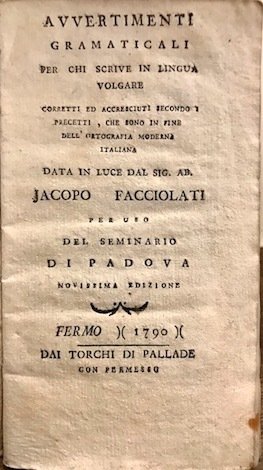 AVVERTIMENTI
GRAMATICALI
PER CHI SCRIVE IN LINGUA
VOLGARE
CORRETTI ED ACCRESCIUTI SECONDO I
PRECETTI, CHE SONO IN FINE
DELL'ORTOGRAFIA MODERNA
ITALIANA
DATA IN LUCE DAL SIG. AB.
JACOPO FACCIOLATI
PER USO
DEL SEMINARIO
DI PADOVA
NOVISSIMA EDIZIONE
FERMO )( 1790 )(
DAI TORCHI DI PALLADE
CON PERMESSO